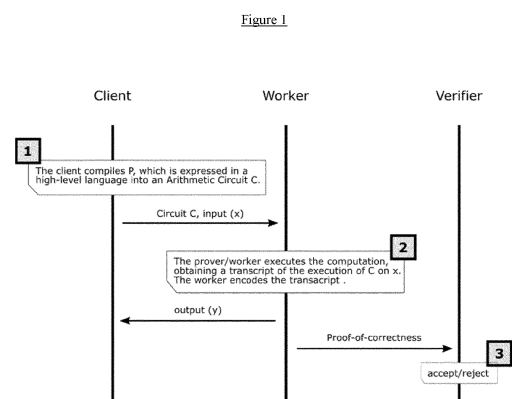 Figure 1
Client
Worker
Verifier
1
The client compiles P, which is expressed in a
high-level language into an Arithmetic Circuit C.
Circuit C, input (x)
2
The prover/worker executes the computation,
obtaining a transcript of the execution of C on x.
The worker encodes the transacript .
output (y)
Proof-of-correctness
3
accept/reject